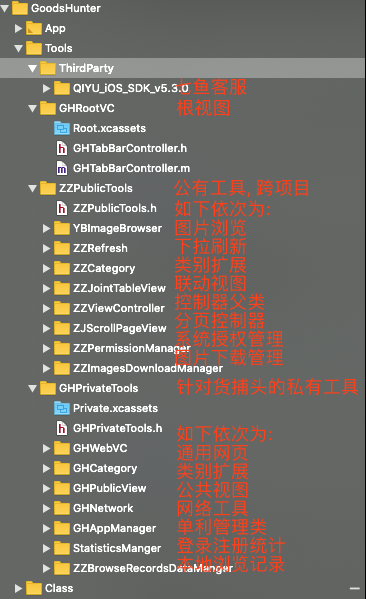 GoodsHunter
App
Tools
ThirdParty
QIYU_iOS_SDK_v5.3.0 七鱼客服
GHRootVC 根视图
Root.xcassets
GHTabBarController.h
GHTabBarController.m
ZZPublicTools 公有工具, 跨项目
ZZPublicTools.h 如下依次为:
YBImageBrowser 图片浏览
ZZRefresh 下拉刷新
ZZCategory 类别扩展
ZZJointTableView 联动视图
ZZViewController 控制器父类
ZJScrollPageView 分页控制器
ZZPermissionManager 系统授权管理
ZZImagesDownloadManager 图片下载管理
GHPrivateTools 针对货捕头的私有工具
Private.xcassets
GHPrivateTools.h 如下依次为:
GHWebVC 通用网页
GHCategory 类别扩展
GHPublicView 公共视图
GHNetwork 网络工具
GHAppManager 单利管理类
StatisticsManger 登录注册统计
ZZBrowseRecordsDataManger 本地浏览记录
Class